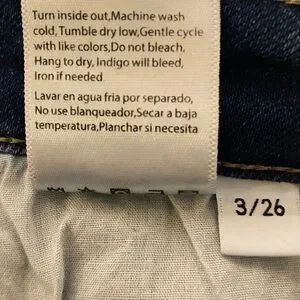 Turn inside out,Machine wash
cold,Tumble dry low,Gentle cycle
with like colors,Do not bleach,
Hang to dry, Indigo will bleed,
Iron if needed
Lavar en agua fria por separado,
No use blanqueador,Secar a baja
temperatura,Planchar si necesita
3/26